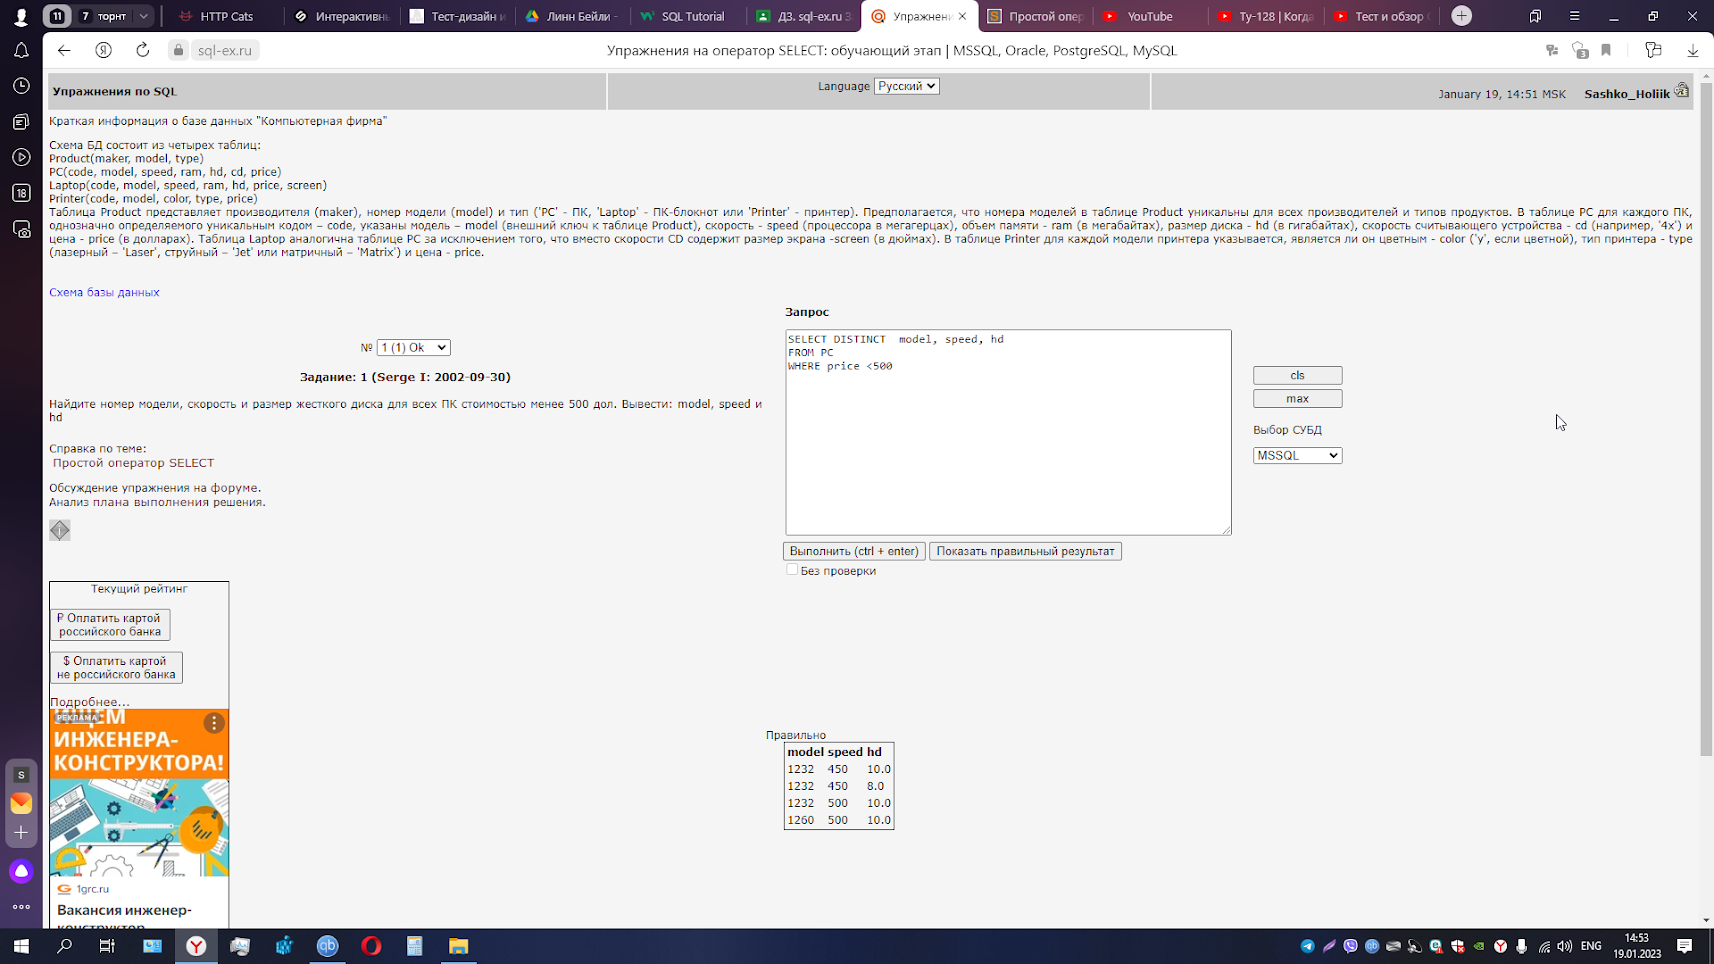 11
7 торнт
HTTP Cats
Интерактивнь
Тест-дизайн и
Линн Бейли -
SQL Tutorial
ДЗ. sql-ex.ru 3
Упражнени
Простой опер
YouTube
Ту-128 | Когда
Тест и обзор
sql-ex.ru
Упражнения на оператор SELECT: обучающий этап | MSSQL, Oracle, PostgreSQL, MySQL
3
Упражнения по SQL
Language Русский
January 19, 14:51 MSK Sashko_Holiik
Краткая информация о базе данных "Компьютерная фирма"
Схема БД состоит из четырех таблиц:
Product(maker, model, type)
PC(code, model, speed, ram, hd, cd, price)
Laptop(code, model, speed, ram, hd, price, screen)
Printer(code, model, color, type, price)
Таблица Product представляет производителя (maker), номер модели (model) и тип ('PC' - ПК, 'Laptop' - ПК-блокнот или 'Printer' - принтер). Предполагается, что номера моделей в таблице Product уникальны для всех производителей и типов продуктов. В таблице PC для каждого ПК,
однозначно определяемого уникальным кодом – code, указаны модель – model (внешний ключ к таблице Product), скорость - speed (процессора в мегагерцах), объем памяти - ram (в мегабайтах), размер диска - hd (в гигабайтах), скорость считывающего устройства - cd (например, '4x') и
цена - price (в долларах). Таблица Laptop аналогична таблице PC за исключением того, что вместо скорости CD содержит размер экрана -screen (в дюймах). В таблице Printer для каждой модели принтера указывается, является ли он цветным - color ('y', если цветной), тип принтера - type
(лазерный – 'Laser', струйный – 'Jet' или матричный – 'Matrix') и цена - price.
18
Схема базы данных
Запрос
№ 1 (1) Ok
Задание: 1 (Serge I: 2002-09-30)
Найдите номер модели, скорость и размер жесткого диска для всех ПК стоимостью менее 500 дол. Вывести: model, speed и
hd
Справка по теме:
Простой оператор SELECT
Обсуждение упражнения на форуме.
Анализ плана выполнения решения.
SELECT DISTINCT  model, speed, hd
FROM PC
WHERE price <500
cls
max
Выбор СУБД
MSSQL
Выполнить (ctrl + enter)
Показать правильный результат
Без проверки
Текущий рейтинг
₽ Оплатить картой
российского банка
$ Оплатить картой
не российского банка
Подробнее...
РЕКЛАМА
ИЩЕМ
ИНЖЕНЕРА-
КОНСТРУКТОРА!
1grc.ru
Вакансия инженер-
конструктор
Правильно
model speed hd
1232 450 10.0
1232 450 8.0
1232 500 10.0
1260 500 10.0
S
qb
ENG
14:53
19.01.2023